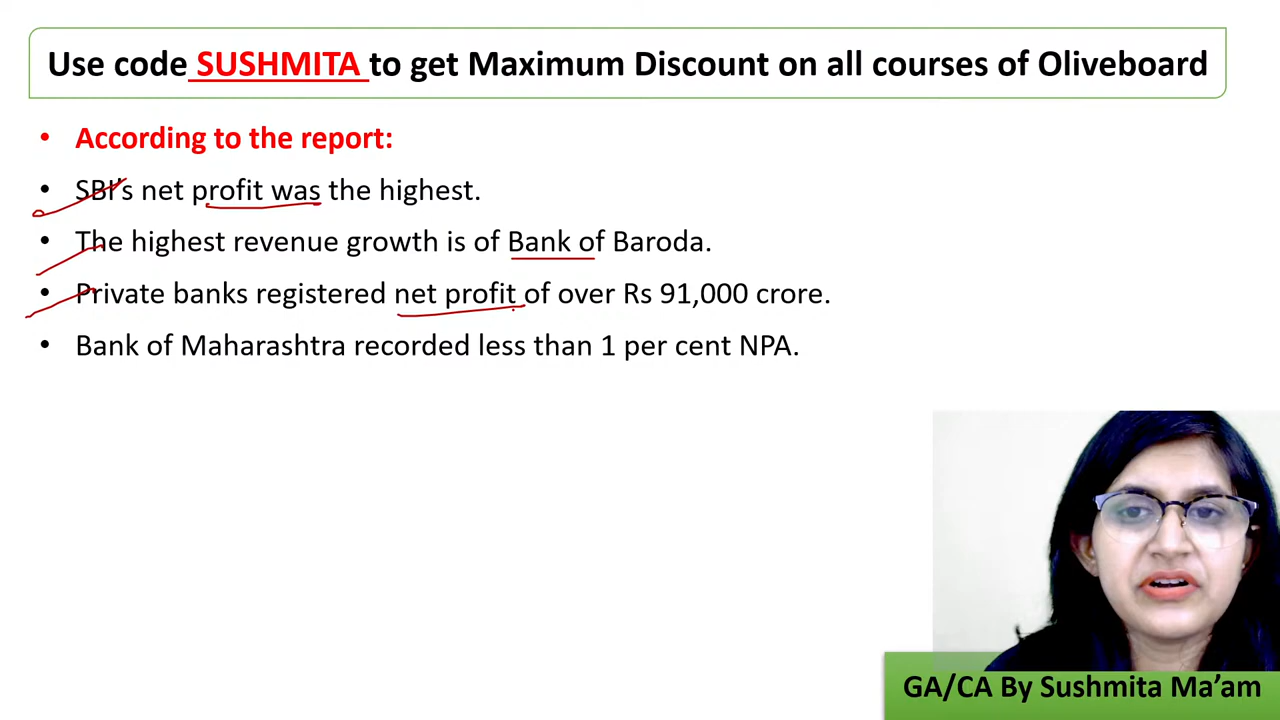 Use code SUSHMITA to get Maximum Discount on all courses of Oliveboard
• According to the report:
• SBI's net profit was the highest.
• The highest revenue growth is of Bank of Baroda.
• Private banks registered net profit of over Rs 91,000 crore.
• Bank of Maharashtra recorded less than 1 per cent NPA.
GA/CA By Sushmita Ma'am